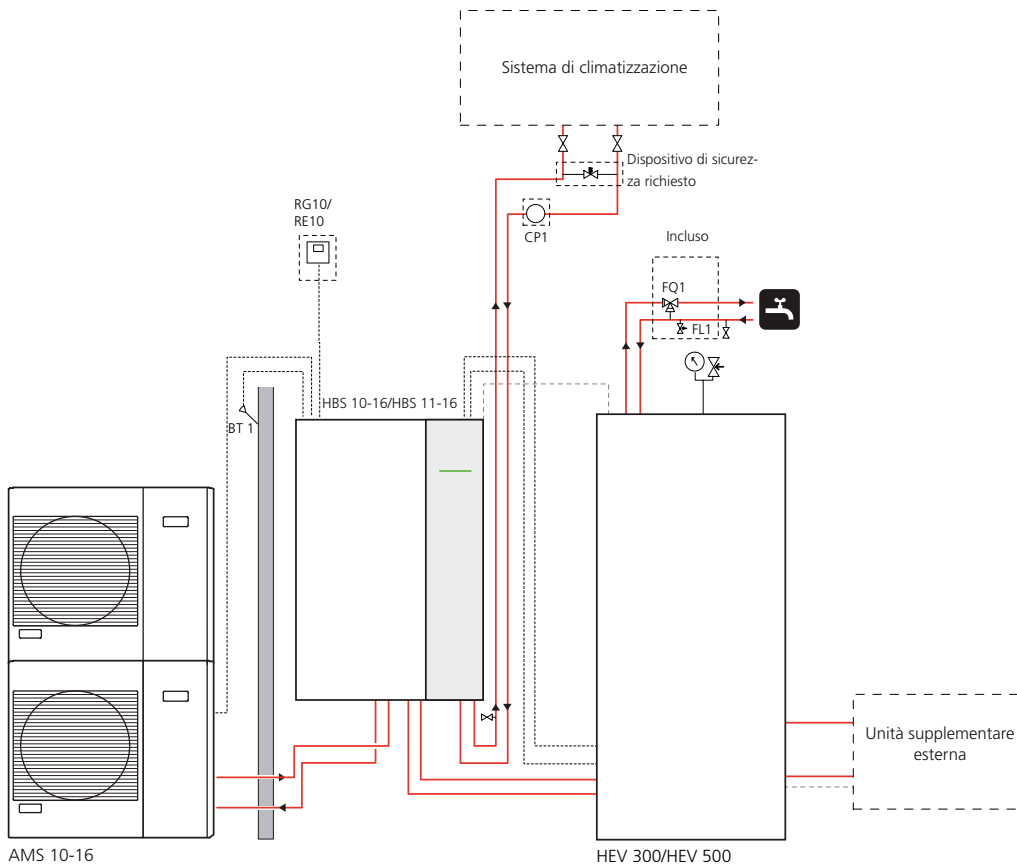 Sistema di climatizzazione
Dispositivo di sicurez-
za richiesto
RG10/
RE10
CP1
Incluso
FQ1
FL1
HBS 10-16/HBS 11-16
BT 1
Unità supplementare
esterna
AMS 10-16
HEV 300/HEV 500